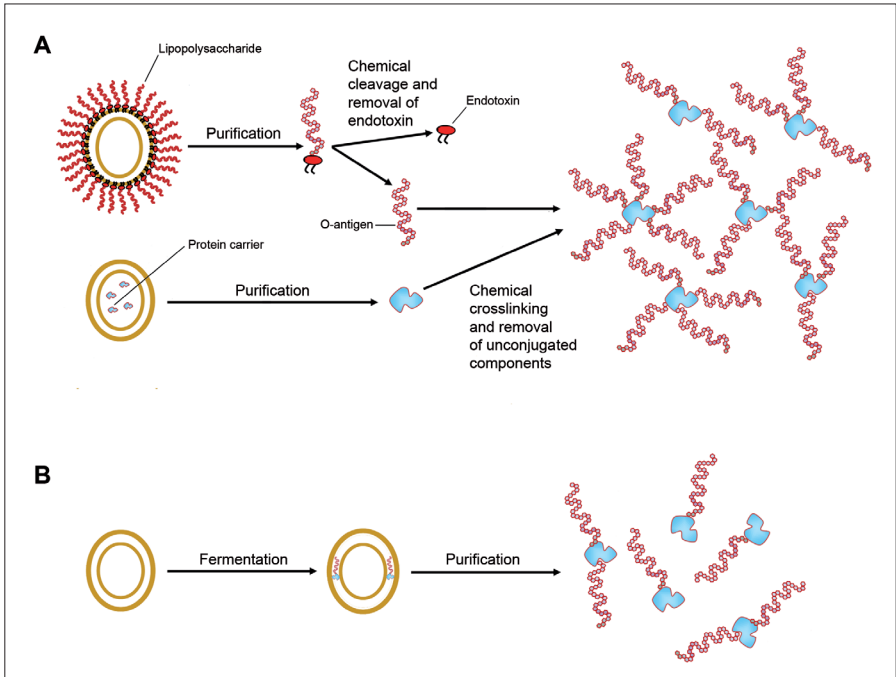 A
Lipopolysaccharide
Chemical
cleavage and
removal of
endotoxin
Endotoxin
Purification
O-antigen
Protein carrier
Purification
Chemical
crosslinking
and removal
of unconjugated
components
B
Fermentation
Purification